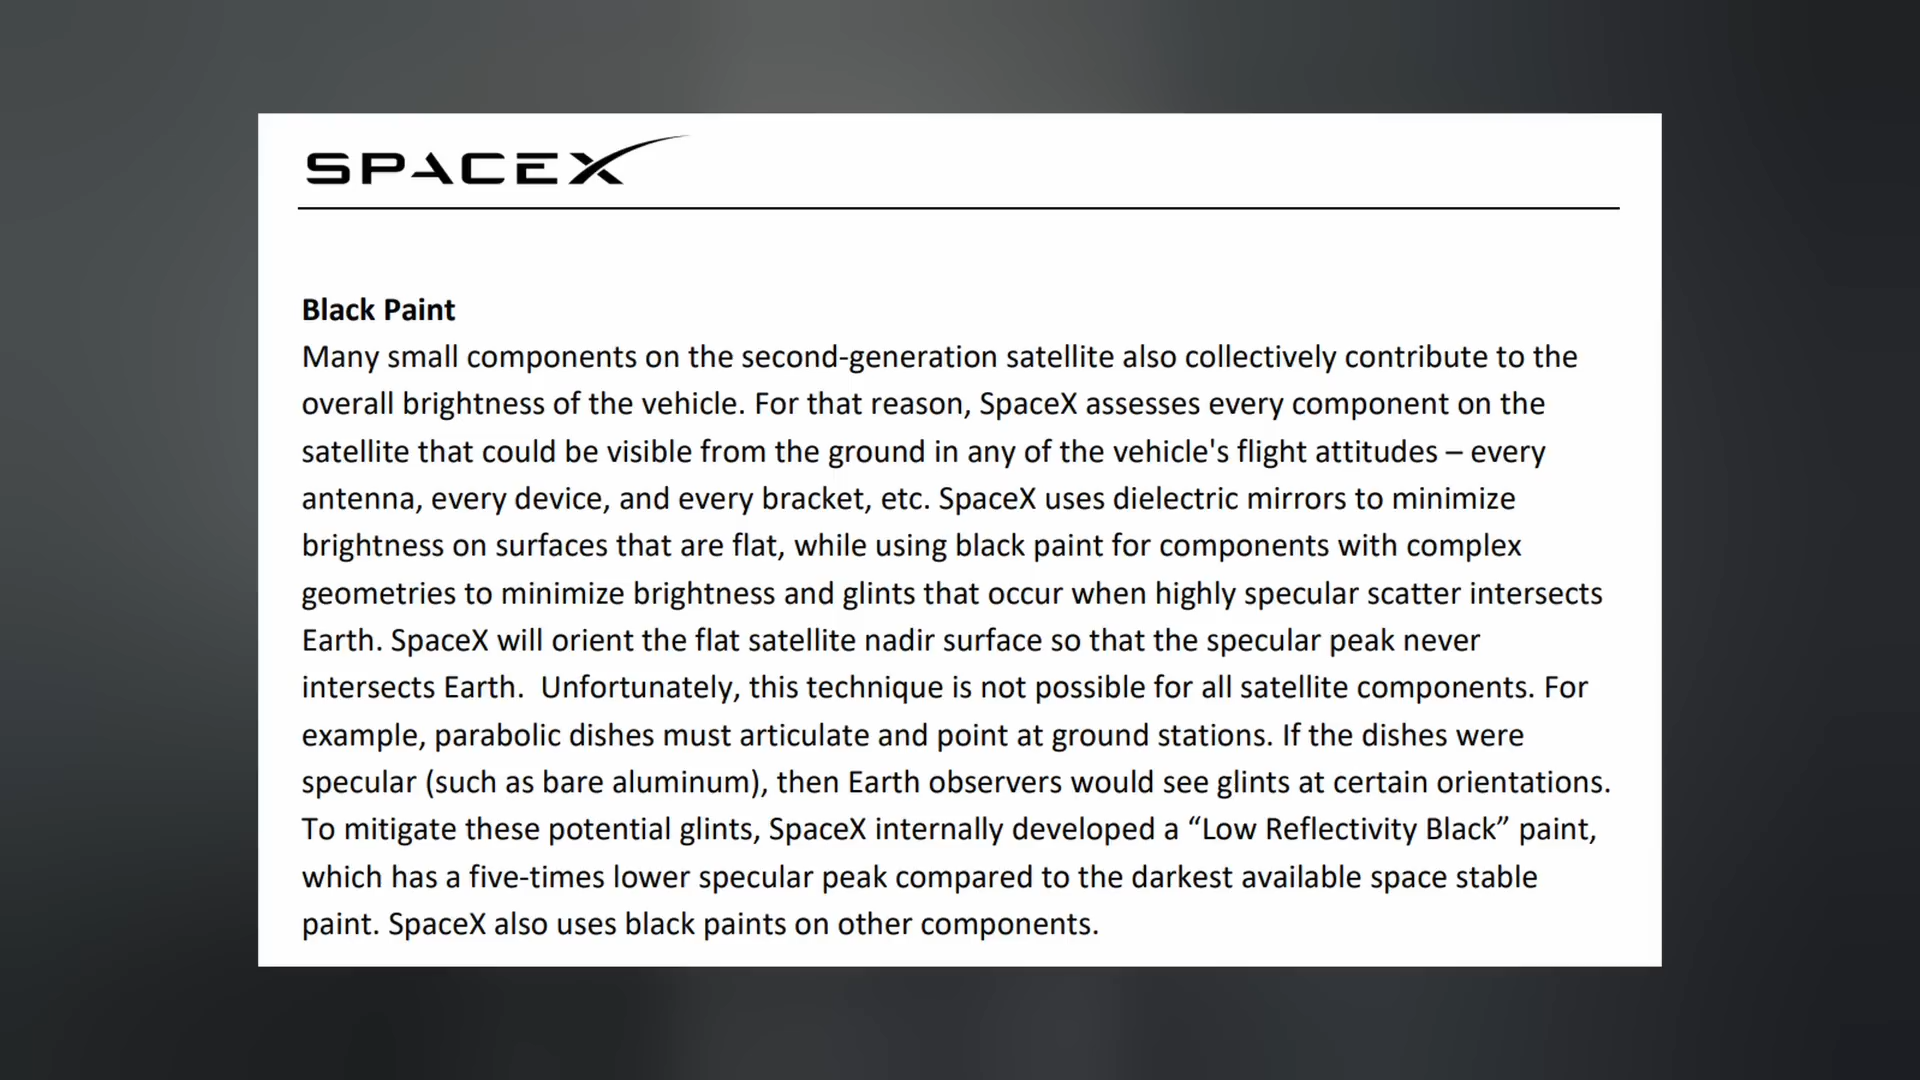 SPACEX
Black Paint
Many small components on the second-generation satellite also collectively contribute to the
overall brightness of the vehicle. For that reason, SpaceX assesses every component on the
satellite that could be visible from the ground in any of the vehicle's flight attitudes – every
antenna, every device, and every bracket, etc. SpaceX uses dielectric mirrors to minimize
brightness on surfaces that are flat, while using black paint for components with complex
geometries to minimize brightness and glints that occur when highly specular scatter intersects
Earth. SpaceX will orient the flat satellite nadir surface so that the specular peak never
intersects Earth.  Unfortunately, this technique is not possible for all satellite components. For
example, parabolic dishes must articulate and point at ground stations. If the dishes were
specular (such as bare aluminum), then Earth observers would see glints at certain orientations.
To mitigate these potential glints, SpaceX internally developed a “Low Reflectivity Black” paint,
which has a five-times lower specular peak compared to the darkest available space stable
paint. SpaceX also uses black paints on other components.